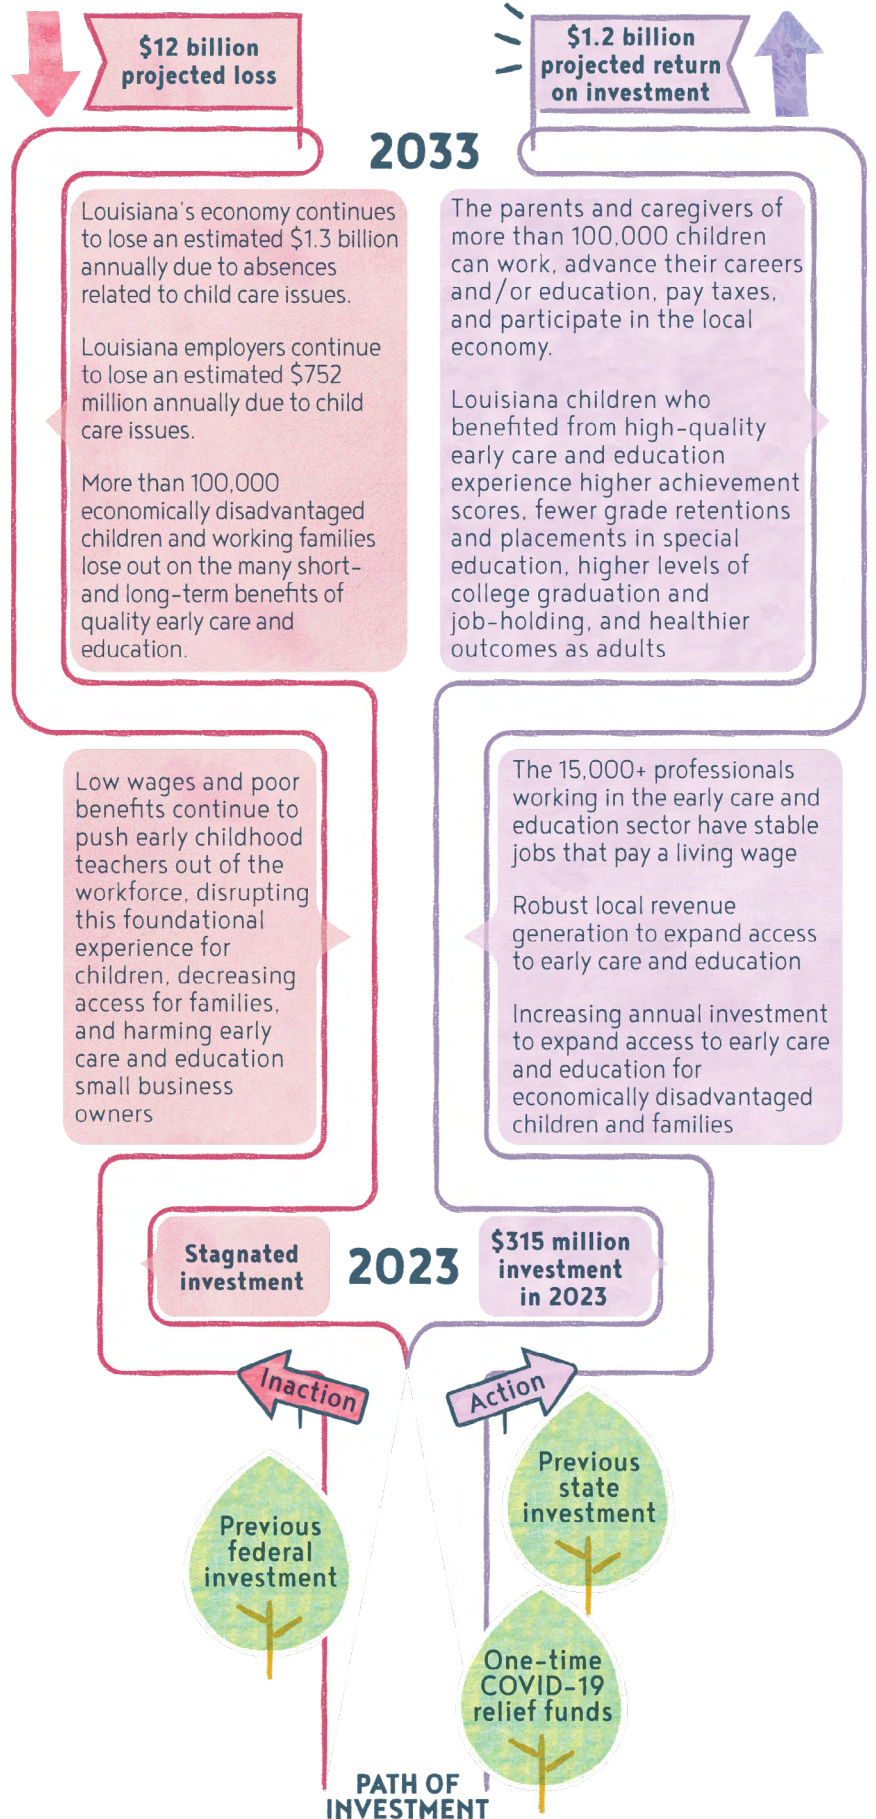 $12 billion
projected loss
$1.2 billion
projected return
on investment
2033
Louisiana's economy continues
to lose an estimated $1.3 billion
annually due to absences
related to child care issues.
Louisiana employers continue
to lose an estimated $752
million annually due to child
care issues.
More than 100,000
economically disadvantaged
children and working families
lose out on the many short-
and long-term benefits of
quality early care and
education.
The parents and caregivers of
more than 100,000 children
can work, advance their careers
and/or education, pay taxes,
and participate in the local
economy.
Louisiana children who
benefited from high-quality
early care and education
experience higher achievement
scores, fewer grade retentions
and placements in special
education, higher levels of
college graduation and
job-holding, and healthier
outcomes as adults
Low wages and poor
benefits continue to
push early childhood
teachers out of the
workforce, disrupting
this foundational
experience for
children, decreasing
access for families,
and harming early
care and education
small business
owners
The 15,000+ professionals
working in the early care and
education sector have stable
jobs that pay a living wage
Robust local revenue
generation to expand access
to early care and education
Increasing annual investment
to expand access to early care
and education for
economically disadvantaged
children and families
Stagnated
investment
2023
$315 million
investment
in 2023
Inaction
Action
Previous
state
investment
Previous
federal
investment
One-time
COVID-19
relief funds
PATH OF
INVESTMENT